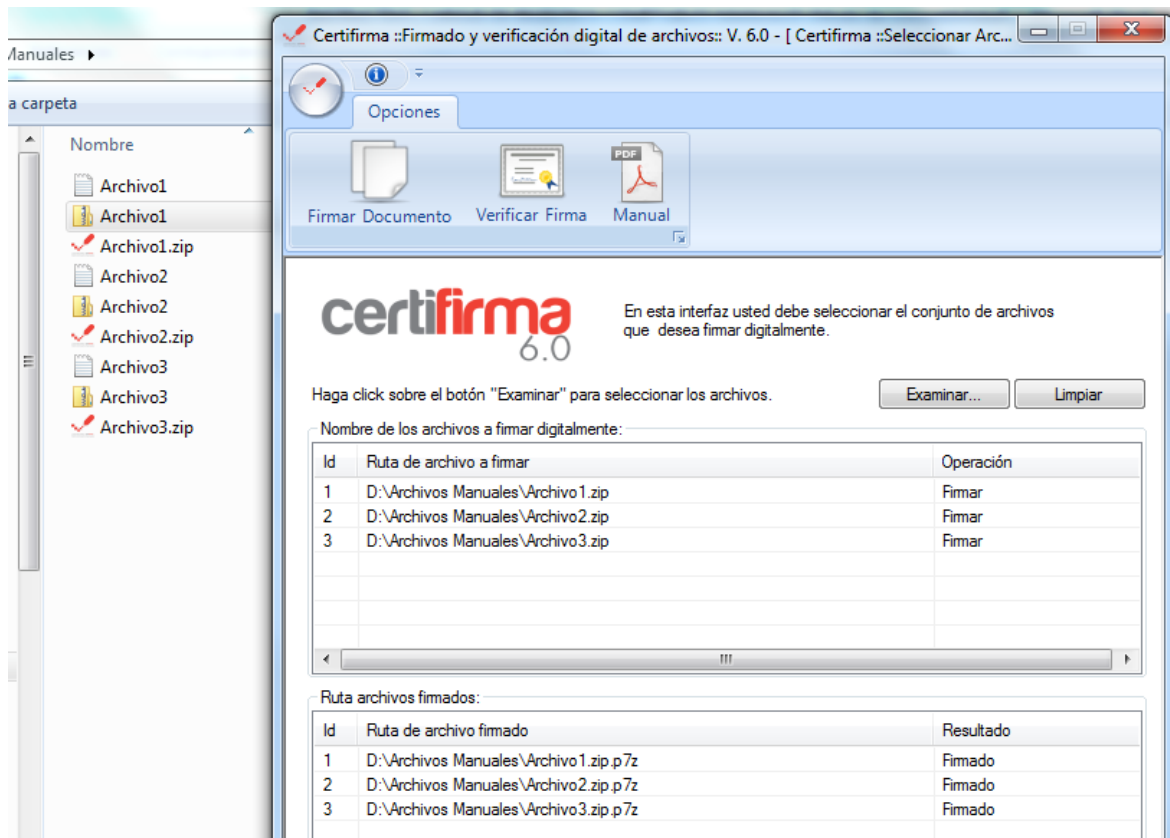 Manuales
a carpeta
Nombre
Archivo1
Archivo1
Archivo1.zip
Archivo2
Archivo2
Archivo2.zip
Archivo3
Archivo3
Archivo3.zip
Certifirma ::Firmado y verificación digital de archivos:: V. 6.0 - [ Certifirma ::Seleccionar Arc...
Opciones
Firmar Documento Verificar Firma PDF Manual
certifirma
6.0
En esta interfaz usted debe seleccionar el conjunto de archivos
que desea firmar digitalmente.
Haga click sobre el botón "Examinar" para seleccionar los archivos. Examinar... Limpiar
Nombre de los archivos a firmar digitalmente:
Id Ruta de archivo a firmar Operación
1 D:\Archivos Manuales\Archivo1.zip Firmar
2 D:\Archivos Manuales\Archivo2.zip Firmar
3 D:\Archivos Manuales\Archivo3.zip Firmar
Ruta archivos firmados:
Id Ruta de archivo firmado Resultado
1 D:\Archivos Manuales\Archivo1.zip.p7z Firmado
2 D:\Archivos Manuales\Archivo2.zip.p7z Firmado
3 D:\Archivos Manuales\Archivo3.zip.p7z Firmado